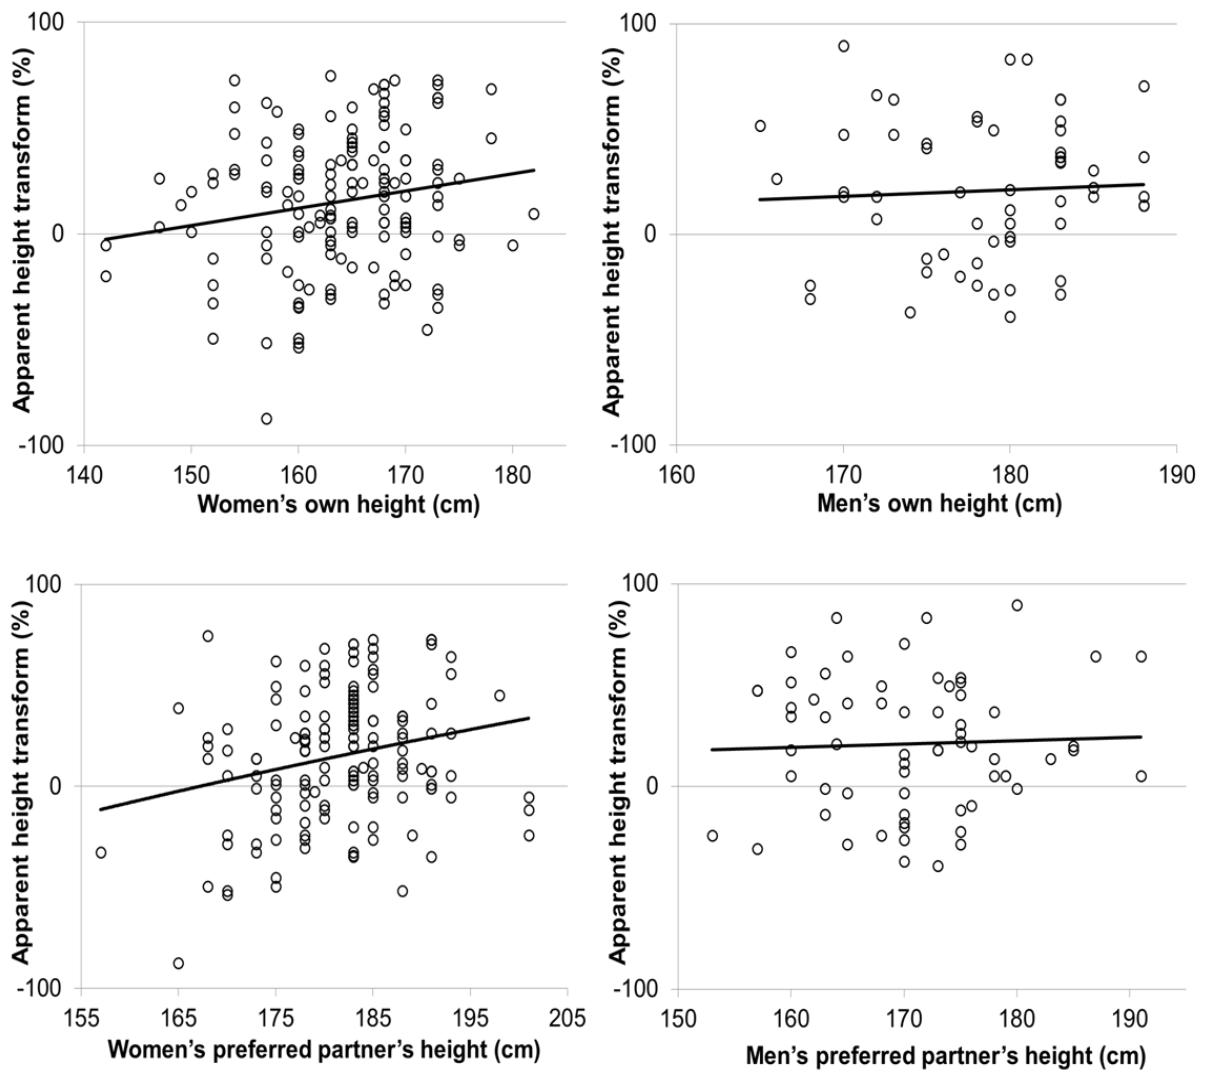 100
0
-100
Apparent height transform (%)
140 150 160 170 180
Women's own height (cm)
100
0
-100
Apparent height transform (%)
160 170 180 190
Men's own height (cm)
100
0
-100
Apparent height transform (%)
155 165 175 185 195 205
Women's preferred partner's height (cm)
100
0
-100
Apparent height transform (%)
150 160 170 180 190
Men's preferred partner's height (cm)